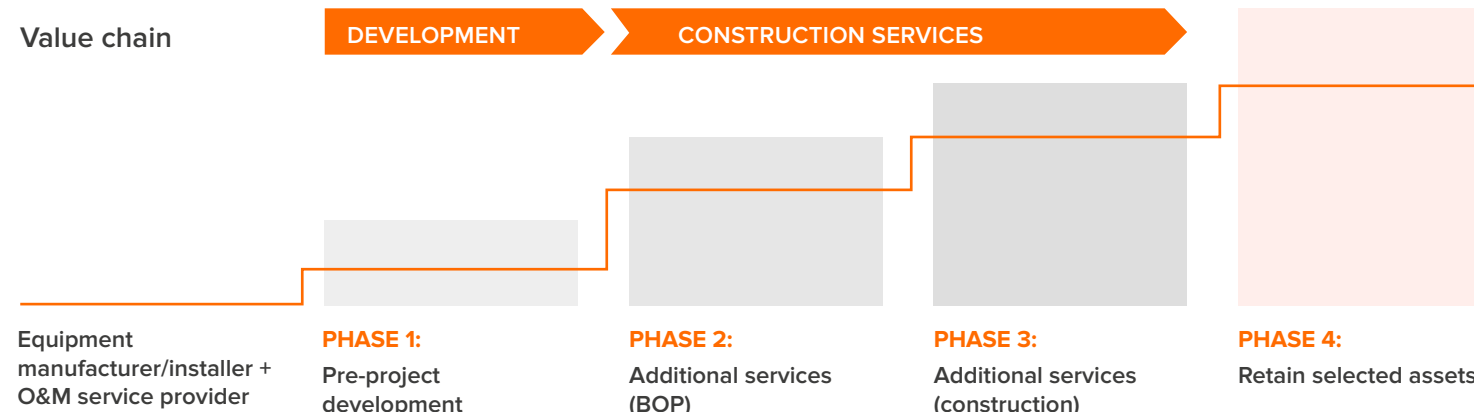 Value chain
DEVELOPMENT
CONSTRUCTION SERVICES
Equipment
manufacturer/installer +
O&M service provider
PHASE 1:
Pre-project
development
PHASE 2:
Additional services
(BOP)
PHASE 3:
Additional services
(construction)
PHASE 4:
Retain selected assets